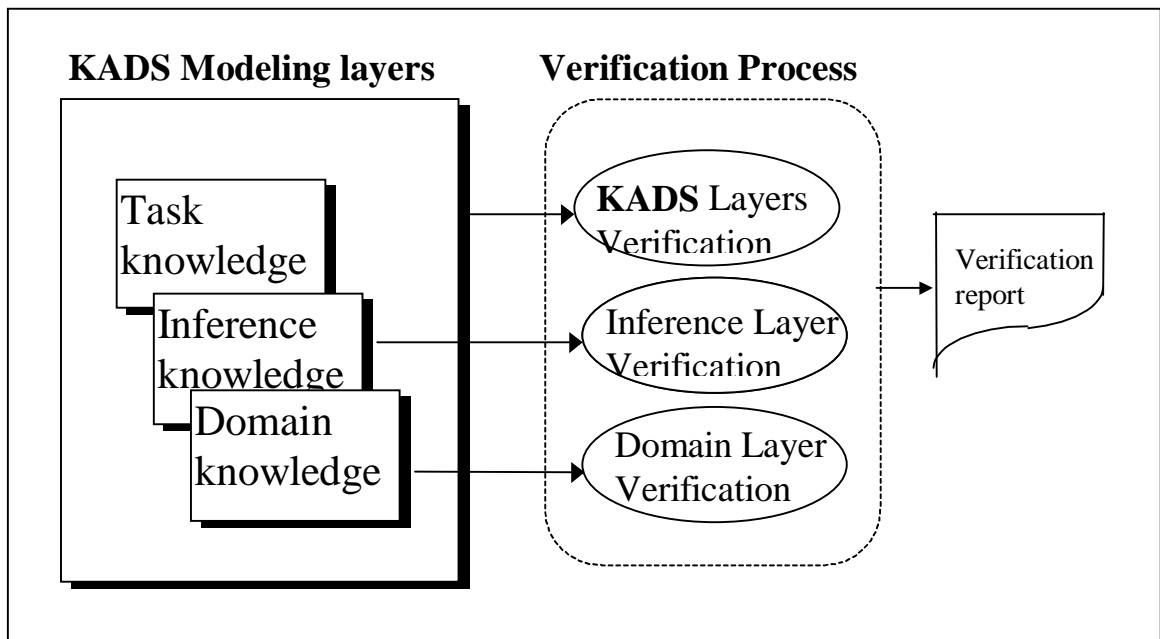 KADS Modeling layers
Verification Process
Task
knowledge
Inference
knowledge
Domain
knowledge
KADS Layers
Verification
Inference Layer
Verification
Domain Layer
Verification
Verification
report